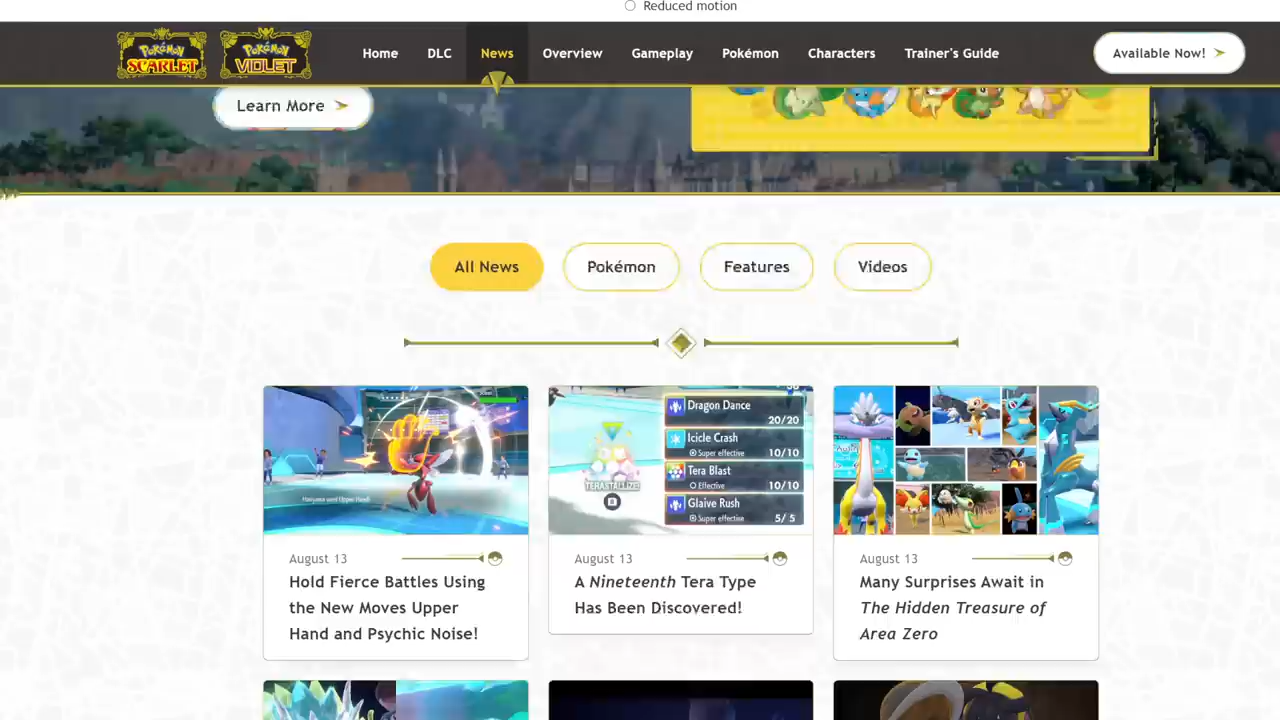 Reduced motion
Pokémon
SCARLET
Pokémon
VIOLET
Home
DLC
News
Overview
Gameplay
Pokémon
Characters
Trainer's Guide
Available Now!
Learn More
All News
Pokémon
Features
Videos
Dragon Dance
20/20
Icicle Crash
Super effective 10/10
Tera Blast
Effective 10/10
Glaive Rush
Super effective 5/5
TERASTALLIZE!
R
August 13
Hold Fierce Battles Using
the New Moves Upper
Hand and Psychic Noise!
August 13
A Nineteenth Tera Type
Has Been Discovered!
August 13
Many Surprises Await in
The Hidden Treasure of
Area Zero